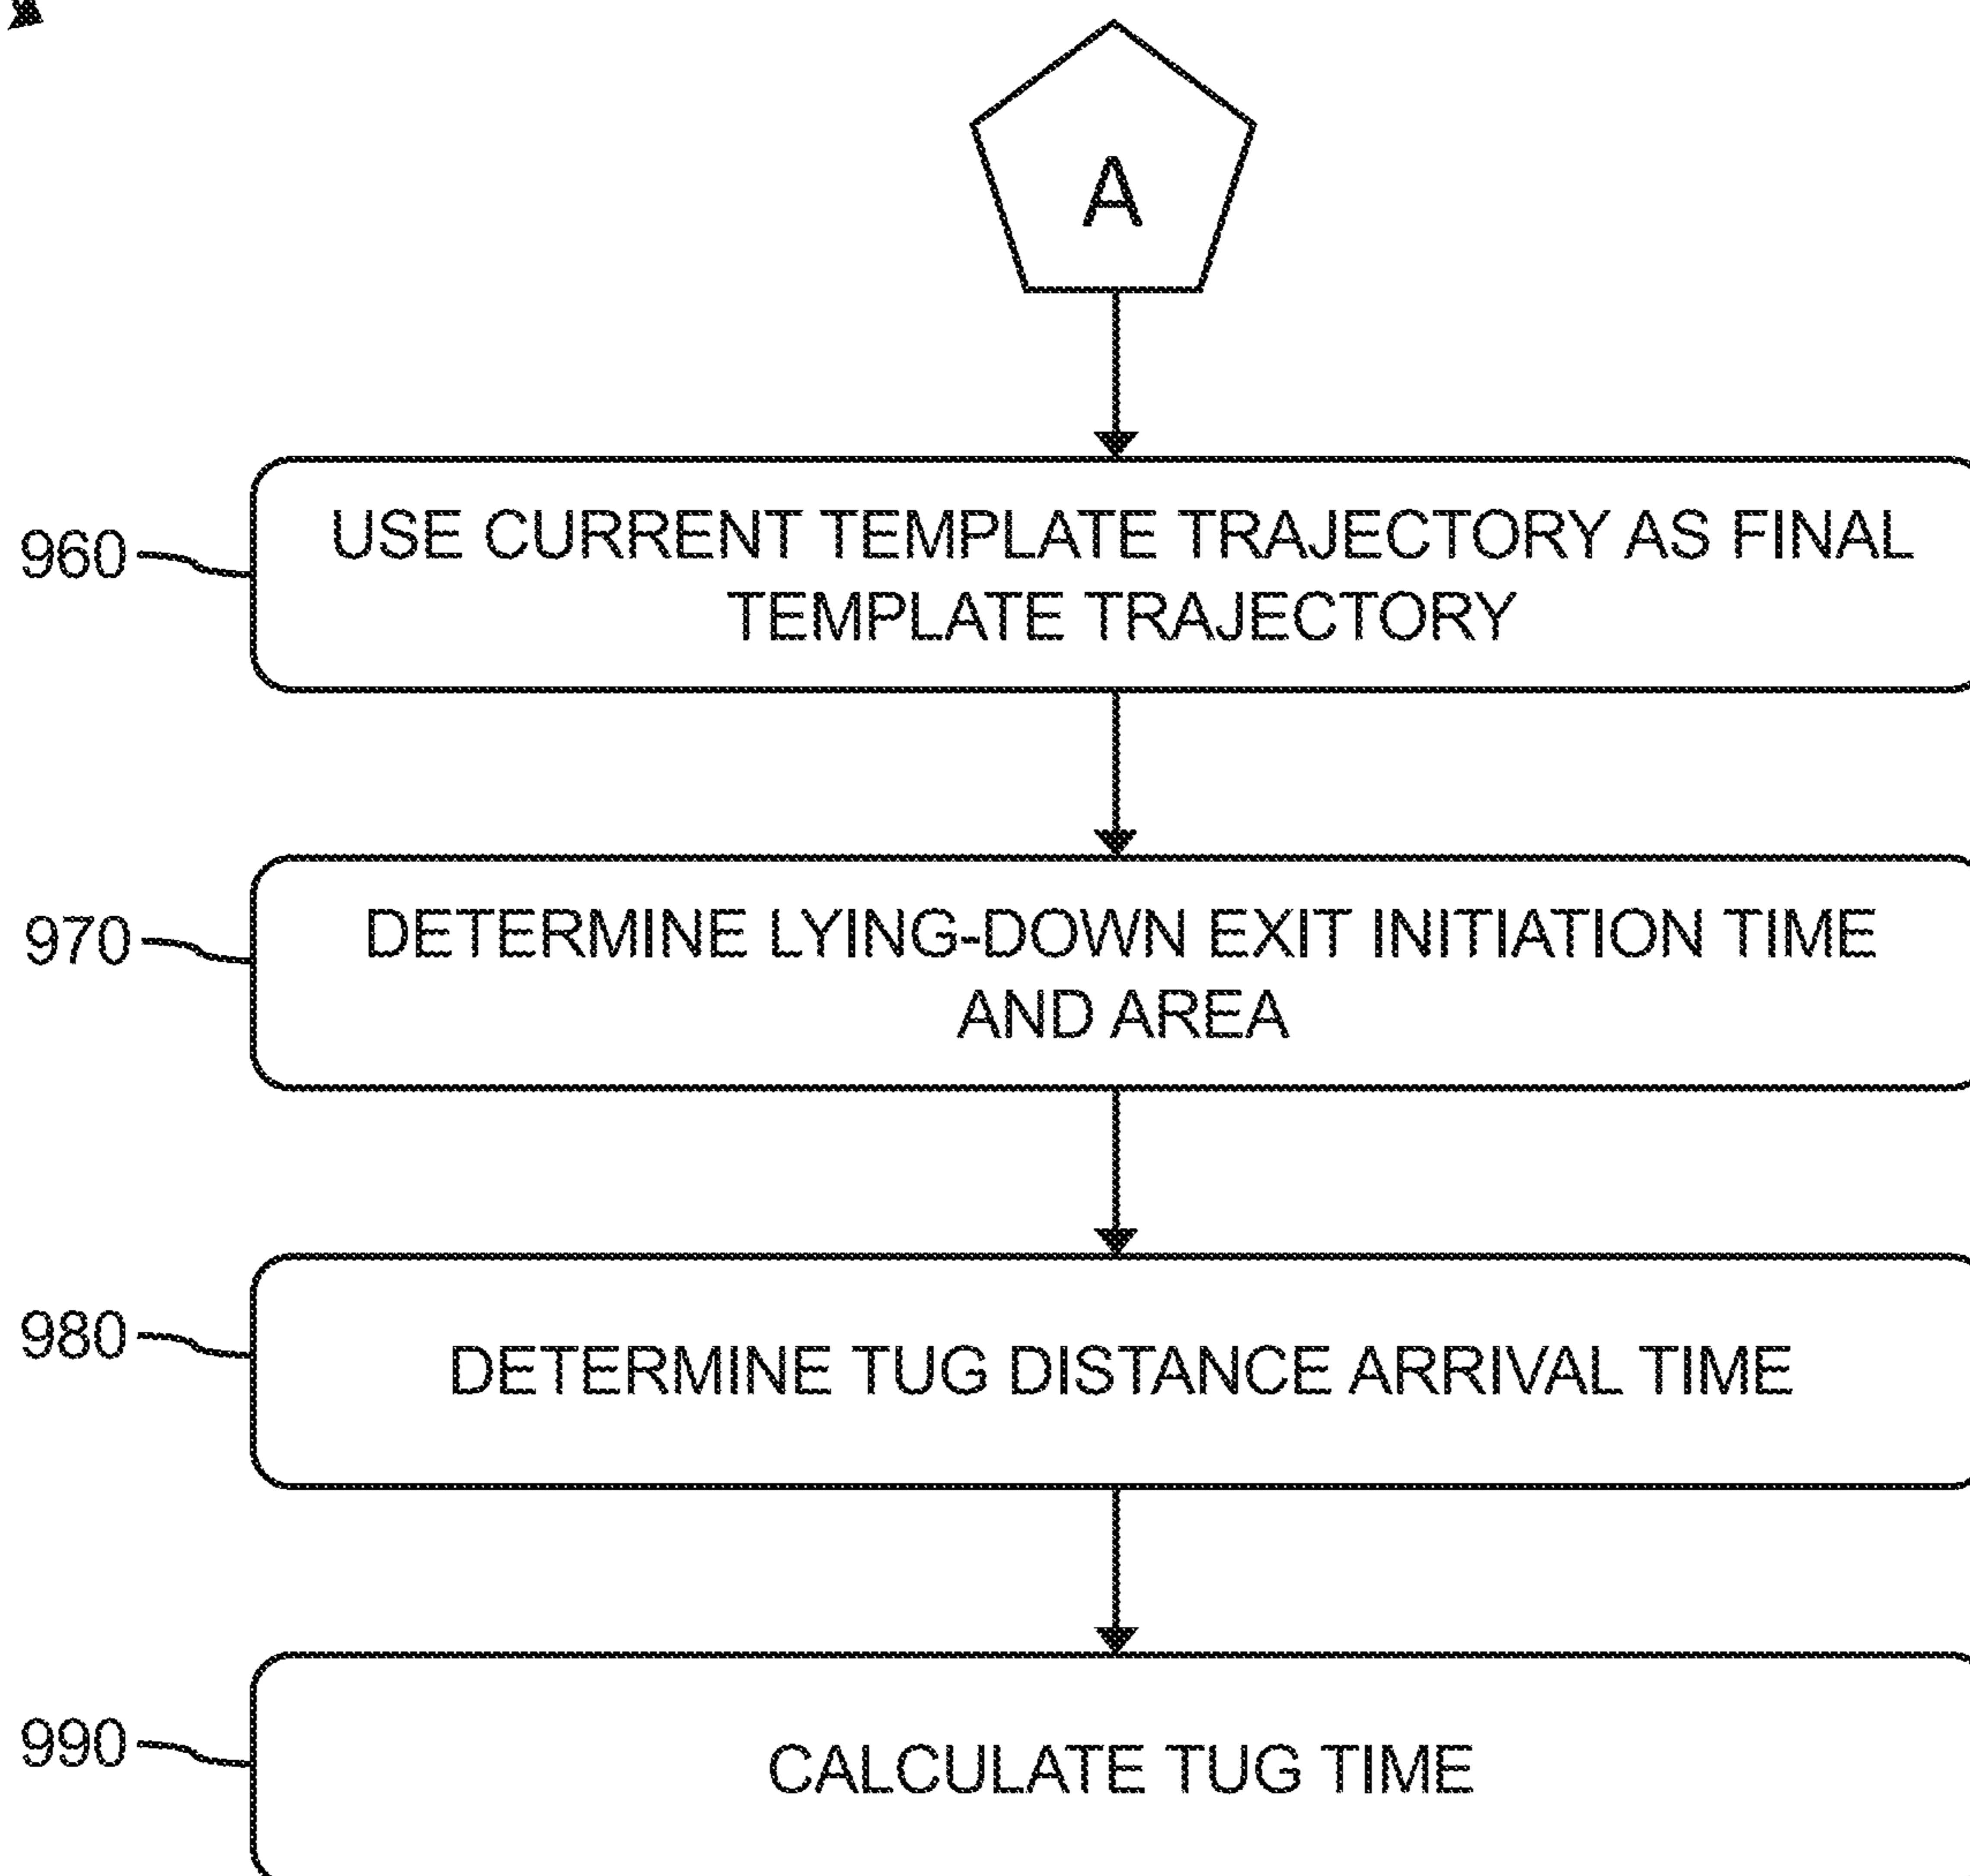 A
960
USE CURRENT TEMPLATE TRAJECTORY AS FINAL
TEMPLATE TRAJECTORY
970
DETERMINE LYING-DOWN EXIT INITIATION TIME
AND AREA
980
DETERMINE TUG DISTANCE ARRIVAL TIME
990
CALCULATE TUG TIME